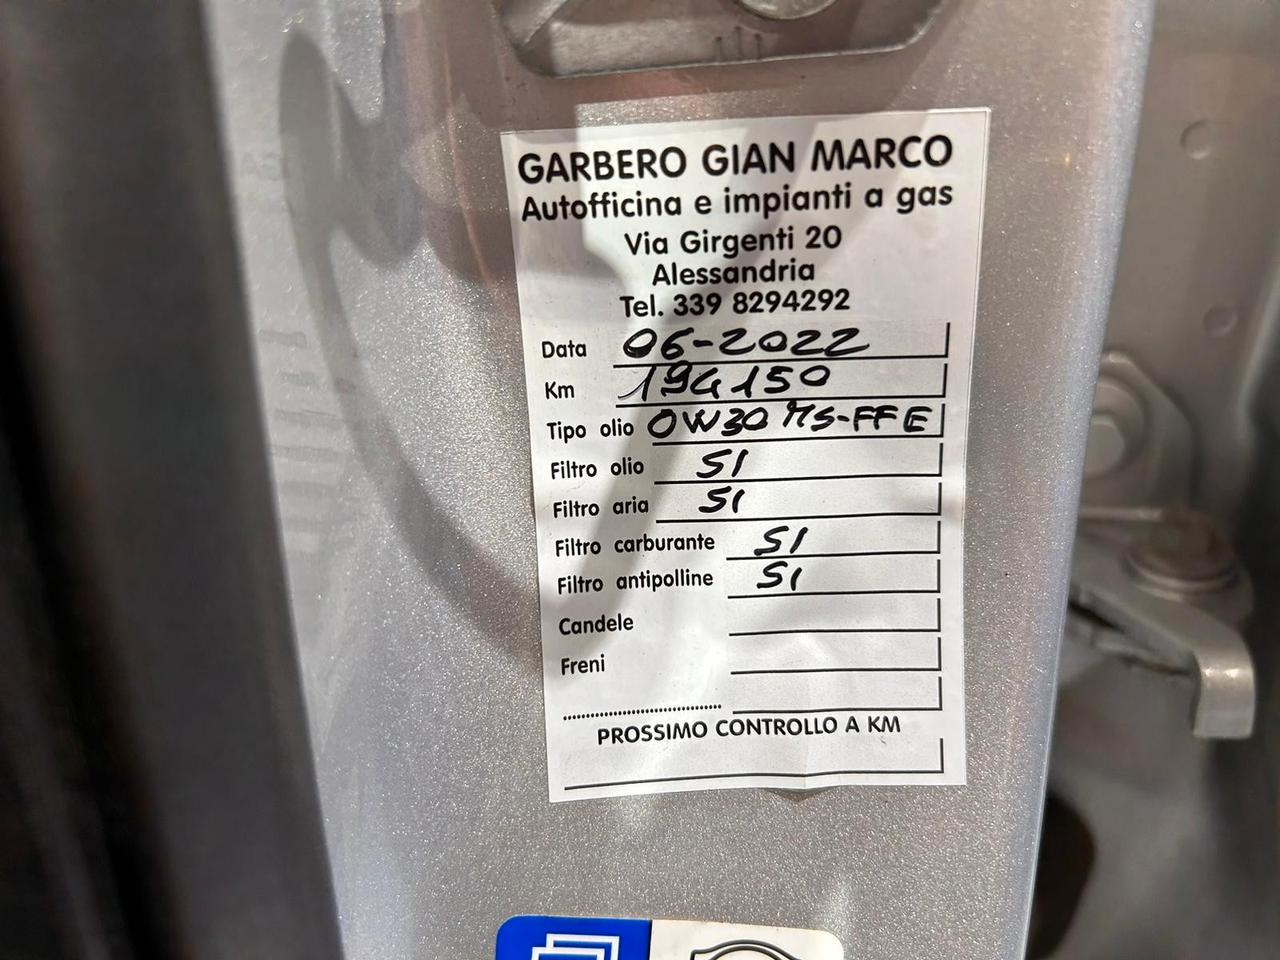 GARBERO GIAN MARCO
Autofficina e impianti a gas
Via Girgenti 20
Alessandria
Tel. 339 8294292
Data 06-2022
Km 194150
Tipo olio 0W30 MS-FFE
Filtro olio SI
Filtro aria SI
Filtro carburante SI
Filtro antipolline SI
Candele
Freni
PROSSIMO CONTROLLO A KM